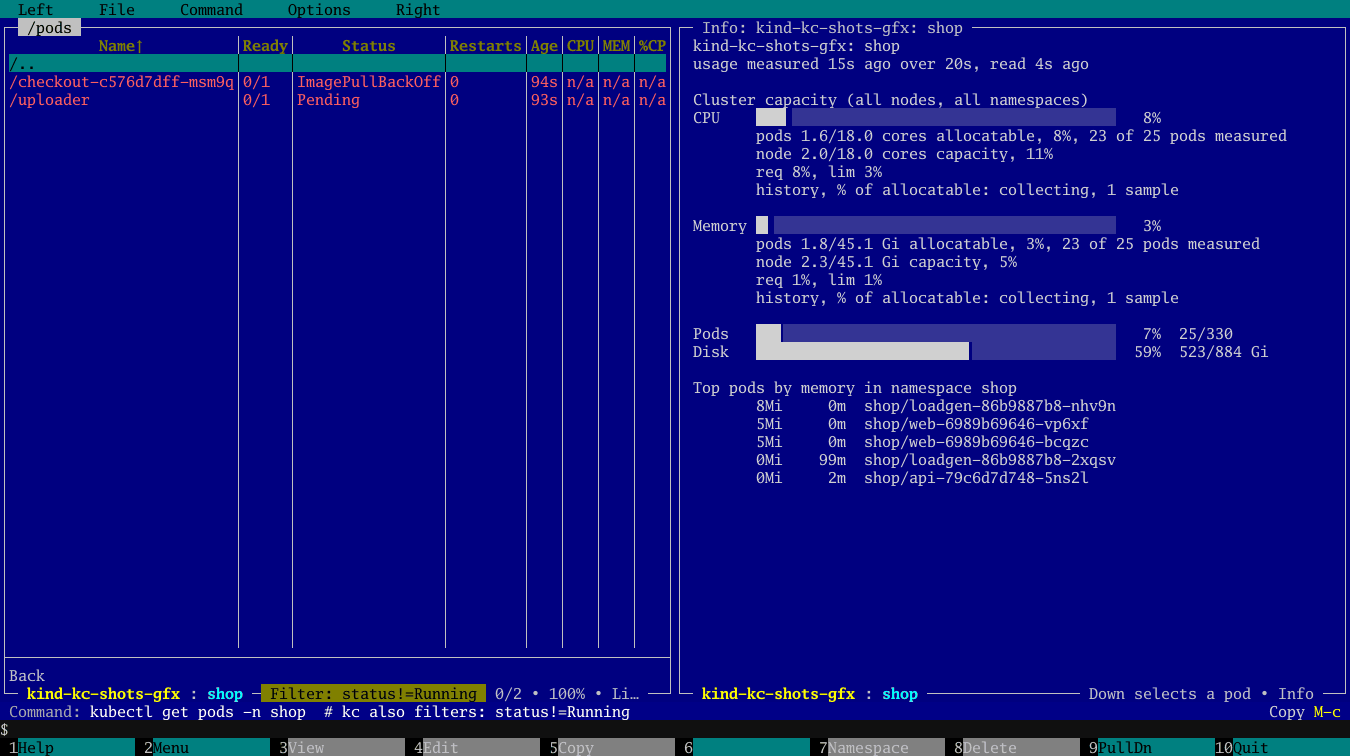 Left File Command Options Right
/pods
Name↑ Ready Status Restarts Age CPU MEM %CP
/..
/checkout-c576d7dff-msm9q 0/1 ImagePullBackOff 0 94s n/a n/a n/a
/uploader 0/1 Pending 0 93s n/a n/a n/a
Back
kind-kc-shots-gfx : shop Filter: status!=Running 0/2 • 100% • Li…
Info: kind-kc-shots-gfx: shop
kind-kc-shots-gfx: shop
usage measured 15s ago over 20s, read 4s ago
Cluster capacity (all nodes, all namespaces)
CPU 8%
pods 1.6/18.0 cores allocatable, 8%, 23 of 25 pods measured
node 2.0/18.0 cores capacity, 11%
req 8%, lim 3%
history, % of allocatable: collecting, 1 sample
Memory 3%
pods 1.8/45.1 Gi allocatable, 3%, 23 of 25 pods measured
node 2.3/45.1 Gi capacity, 5%
req 1%, lim 1%
history, % of allocatable: collecting, 1 sample
Pods 7% 25/330
Disk 59% 523/884 Gi
Top pods by memory in namespace shop
8Mi 0m shop/loadgen-86b9887b8-nhv9n
5Mi 0m shop/web-6989b69646-vp6xf
5Mi 0m shop/web-6989b69646-bcqzc
0Mi 99m shop/loadgen-86b9887b8-2xqsv
0Mi 2m shop/api-79c6d7d748-5ns2l
kind-kc-shots-gfx : shop Down selects a pod • Info
Command: kubectl get pods -n shop # kc also filters: status!=Running Copy M-c
$
1Help 2Menu 3View 4Edit 5Copy 6 7Namespace 8Delete 9PullDn 10Quit